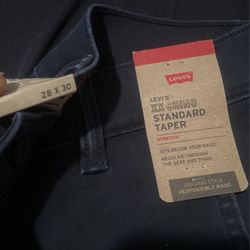 28 X 30
LEVI'S
LEVI'S®
XX CHINO
STANDARD
TAPER
STRETCH
SITS BELOW YOUR WAIST
REGULAR THROUGH
THE SEAT AND THIGH
ORIGINAL STYLE.
RESPONSIBLY MADE.